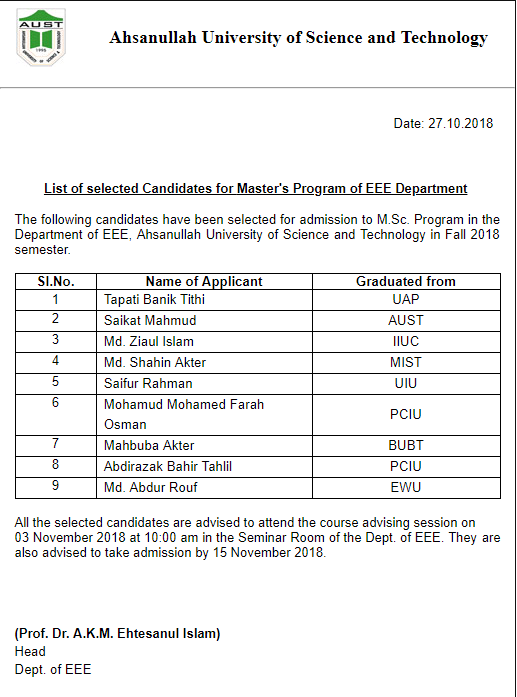 AUST
1995
Ahsanullah University of Science and Technology
Date: 27.10.2018
List of selected Candidates for Master's Program of EEE Department
The following candidates have been selected for admission to M.Sc. Program in the
Department of EEE, Ahsanullah University of Science and Technology in Fall 2018
semester.
Sl.No. Name of Applicant Graduated from
1 Tapati Banik Tithi UAP
2 Saikat Mahmud AUST
3 Md. Ziaul Islam IIUC
4 Md. Shahin Akter MIST
5 Saifur Rahman UIU
6 Mohamud Mohamed Farah
Osman PCIU
7 Mahbuba Akter BUBT
8 Abdirazak Bahir Tahlil PCIU
9 Md. Abdur Rouf EWU
All the selected candidates are advised to attend the course advising session on
03 November 2018 at 10:00 am in the Seminar Room of the Dept. of EEE. They are
also advised to take admission by 15 November 2018.
(Prof. Dr. A.K.M. Ehtesanul Islam)
Head
Dept. of EEE